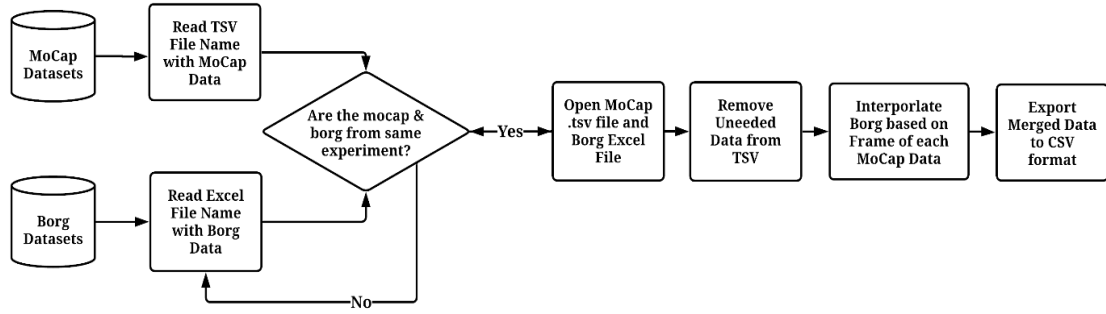 MoCap
Datasets
Read TSV
File Name
with MoCap
Data
Borg
Datasets
Read Excel
File Name
with Borg
Data
Are the mocap &
borg from same
experiment?
No
Yes
Open MoCap
.tsv file and
Borg Excel
File
Remove
Uneeded
Data from
TSV
Interporlate
Borg based on
Frame of each
MoCap Data
Export
Merged Data
to CSV
format